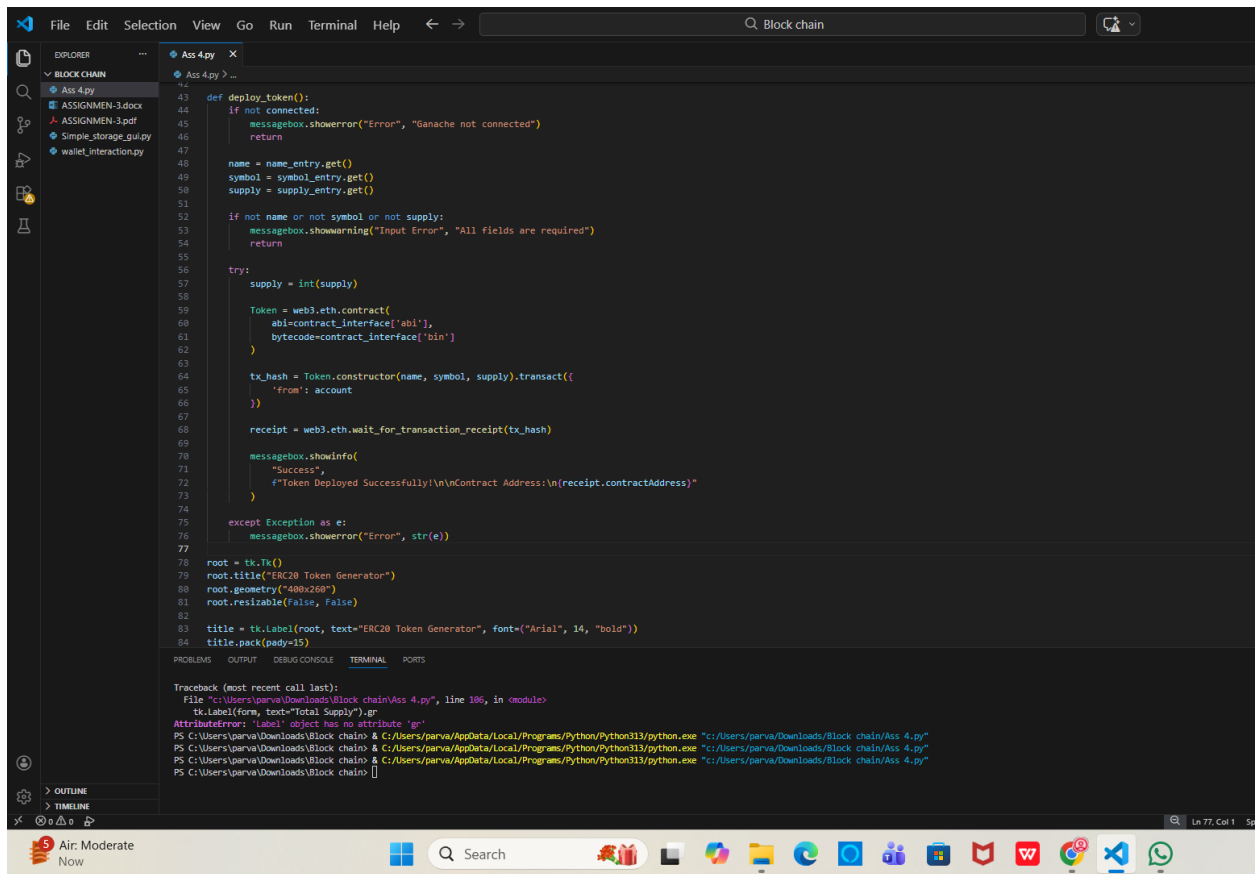 File Edit Selection View Go Run Terminal Help ← → Block chain
EXPLORER ···
BLOCK CHAIN
Ass 4.py
ASSIGNMEN-3.docx
ASSIGNMEN-3.pdf
Simple_storage_gui.py
wallet_interaction.py
OUTLINE
TIMELINE
Ass 4.py ×
Ass 4.py > ...
42
43 def deploy_token():
44     if not connected:
45         messagebox.showerror("Error", "Ganache not connected")
46         return
47
48     name = name_entry.get()
49     symbol = symbol_entry.get()
50     supply = supply_entry.get()
51
52     if not name or not symbol or not supply:
53         messagebox.showwarning("Input Error", "All fields are required")
54         return
55
56     try:
57         supply = int(supply)
58
59         Token = web3.eth.contract(
60             abi=contract_interface['abi'],
61             bytecode=contract_interface['bin']
62         )
63
64         tx_hash = Token.constructor(name, symbol, supply).transact({
65             'from': account
66         })
67
68         receipt = web3.eth.wait_for_transaction_receipt(tx_hash)
69
70         messagebox.showinfo(
71             "Success",
72             f"Token Deployed Successfully!\n\nContract Address:\n{receipt.contractAddress}"
73         )
74
75     except Exception as e:
76         messagebox.showerror("Error", str(e))
77
78 root = tk.Tk()
79 root.title("ERC20 Token Generator")
80 root.geometry("400x260")
81 root.resizable(False, False)
82
83 title = tk.Label(root, text="ERC20 Token Generator", font=("Arial", 14, "bold"))
84 title.pack(pady=15)
PROBLEMS OUTPUT DEBUG CONSOLE TERMINAL PORTS
Traceback (most recent call last):
  File "c:\Users\parva\Downloads\Block chain\Ass 4.py", line 106, in <module>
    tk.Label(form, text="Total Supply").gr
AttributeError: 'Label' object has no attribute 'gr'
PS C:\Users\parva\Downloads\Block chain> & C:/Users/parva/AppData/Local/Programs/Python/Python313/python.exe "c:/Users/parva/Downloads/Block chain/Ass 4.py"
PS C:\Users\parva\Downloads\Block chain> & C:/Users/parva/AppData/Local/Programs/Python/Python313/python.exe "c:/Users/parva/Downloads/Block chain/Ass 4.py"
PS C:\Users\parva\Downloads\Block chain> & C:/Users/parva/AppData/Local/Programs/Python/Python313/python.exe "c:/Users/parva/Downloads/Block chain/Ass 4.py"
PS C:\Users\parva\Downloads\Block chain>
0 0 Ln 77, Col 1 Sp
5 Air: Moderate
Now
Search